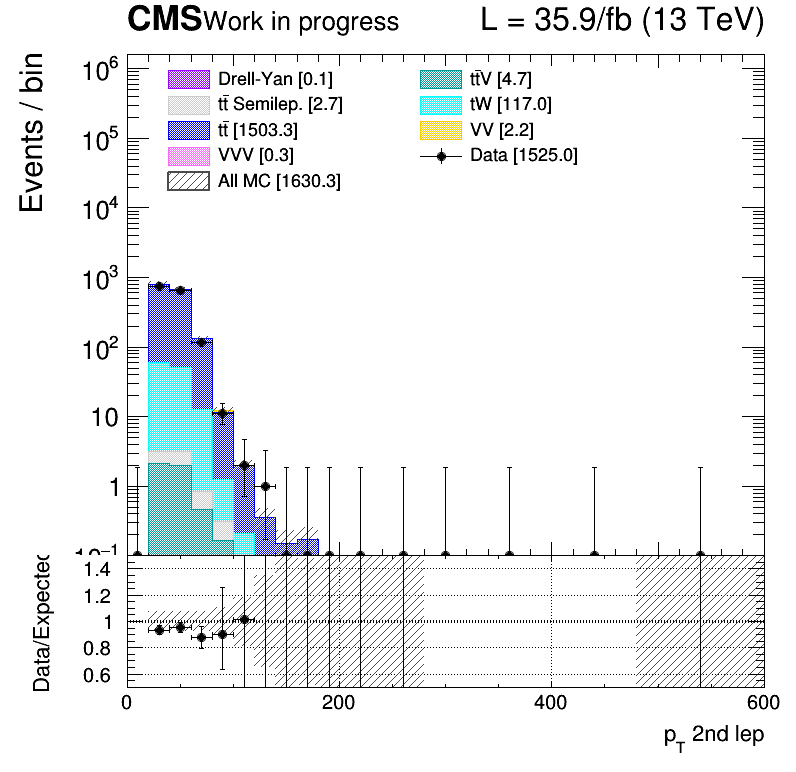 CMS Work in progress L = 35.9/fb (13 TeV)
Events / bin
10⁶
10⁵
10⁴
10³
10²
10
1
10⁻¹
Drell-Yan [0.1]
tt̄ Semilep. [2.7]
tt̄ [1503.3]
VVV [0.3]
All MC [1630.3]
tt̄V [4.7]
tW [117.0]
VV [2.2]
Data [1525.0]
Data/Expected
1.4
1.2
1
0.8
0.6
0 200 400 600
p_T 2nd lep